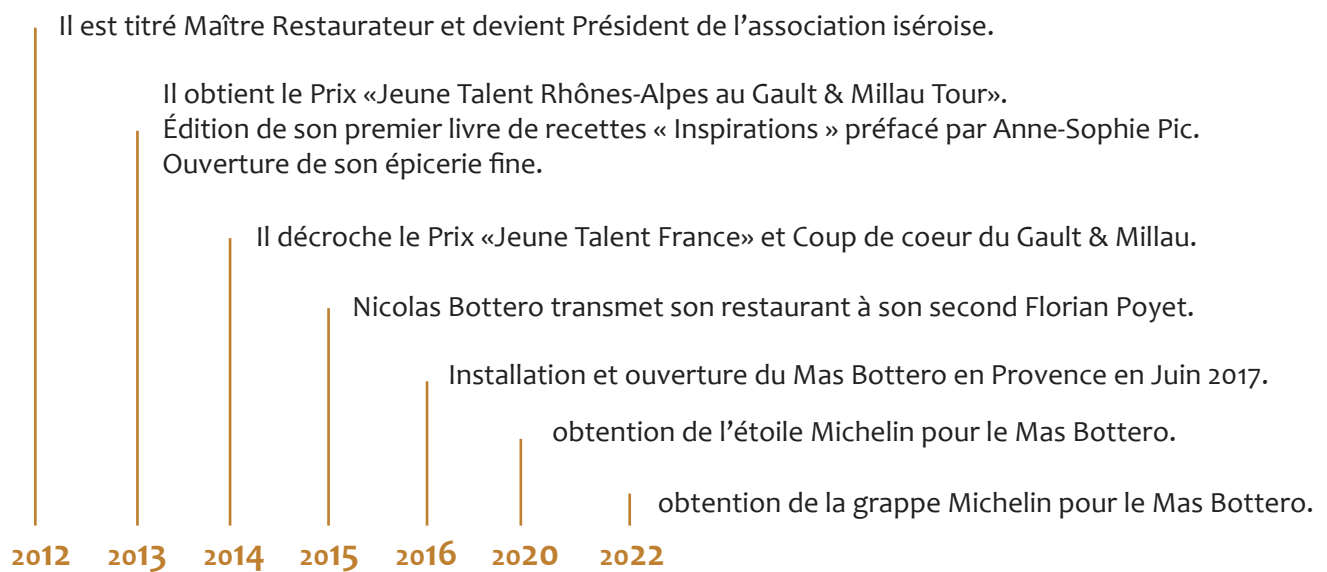 Il est titré Maître Restaurateur et devient Président de l’association iséroise.
Il obtient le Prix «Jeune Talent Rhônes-Alpes au Gault & Millau Tour».
Édition de son premier livre de recettes « Inspirations » préfacé par Anne-Sophie Pic.
Ouverture de son épicerie fine.
Il décroche le Prix «Jeune Talent France» et Coup de coeur du Gault & Millau.
Nicolas Bottero transmet son restaurant à son second Florian Poyet.
Installation et ouverture du Mas Bottero en Provence en Juin 2017.
obtention de l’étoile Michelin pour le Mas Bottero.
obtention de la grappe Michelin pour le Mas Bottero.
2012 2013 2014 2015 2016 2020 2022